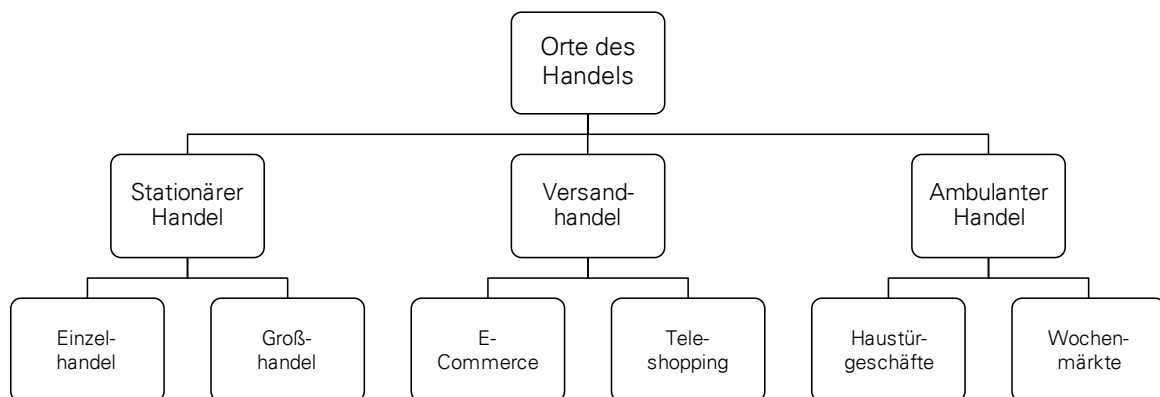 Orte des
Handels
Stationärer
Handel
Versand-
handel
Ambulanter
Handel
Einzel-
handel
Groß-
handel
E-
Commerce
Tele-
shopping
Haustür-
geschäfte
Wochen-
märkte